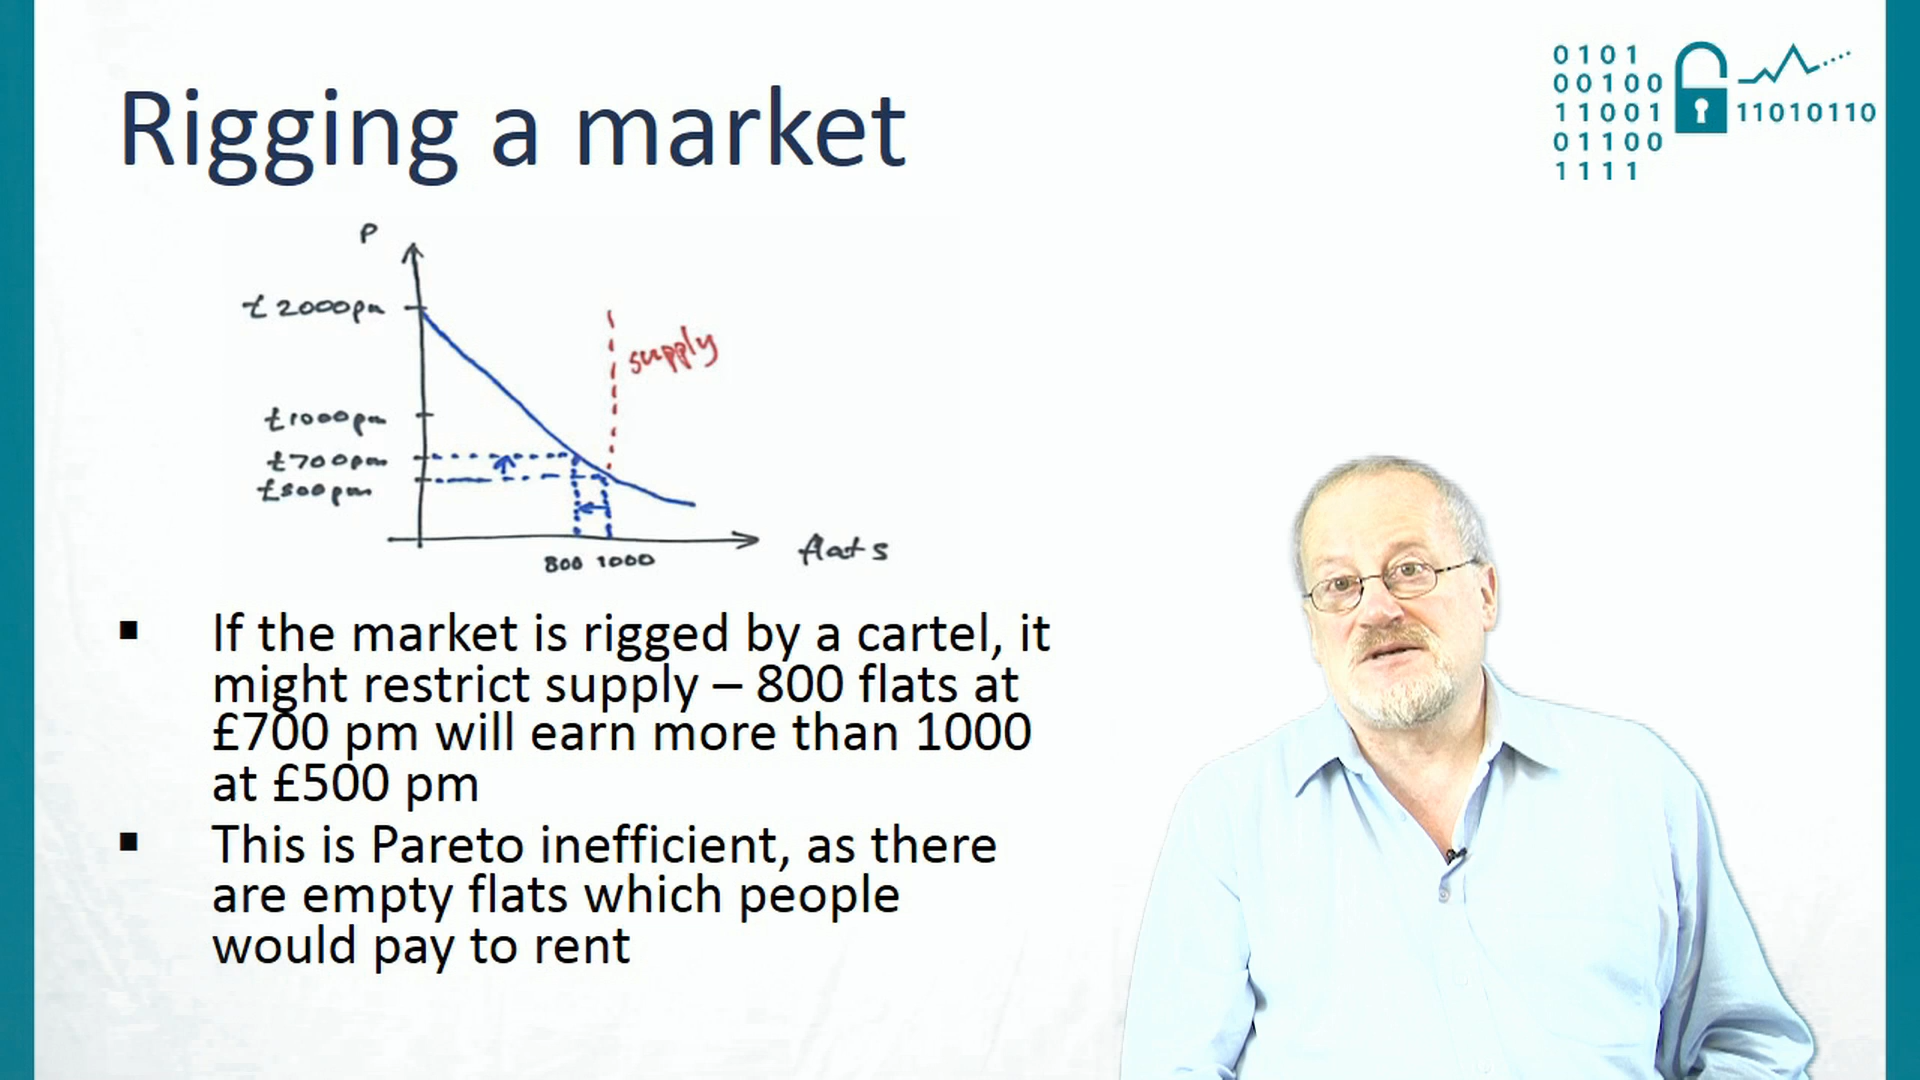 Rigging a market
0101
00100
11001
01100
1111
11010110
P
£2000pm
£1000pm
£700pm
£500pm
supply
800 1000
flats
▪ If the market is rigged by a cartel, it
might restrict supply – 800 flats at
£700 pm will earn more than 1000
at £500 pm
▪ This is Pareto inefficient, as there
are empty flats which people
would pay to rent